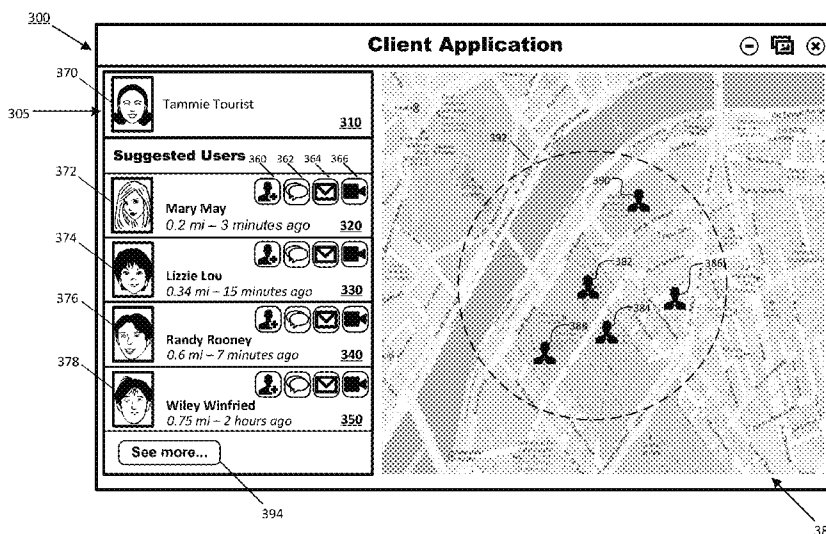 300
Client Application
370
305
Tammie Tourist
310
Suggested Users
360
362
364
366
372
Mary May
0.2 mi – 3 minutes ago
320
374
Lizzie Lou
0.34 mi – 15 minutes ago
330
376
Randy Rooney
0.6 mi – 7 minutes ago
340
378
Wiley Winfried
0.75 mi – 2 hours ago
350
See more...
394
392
390
382
386
384
388